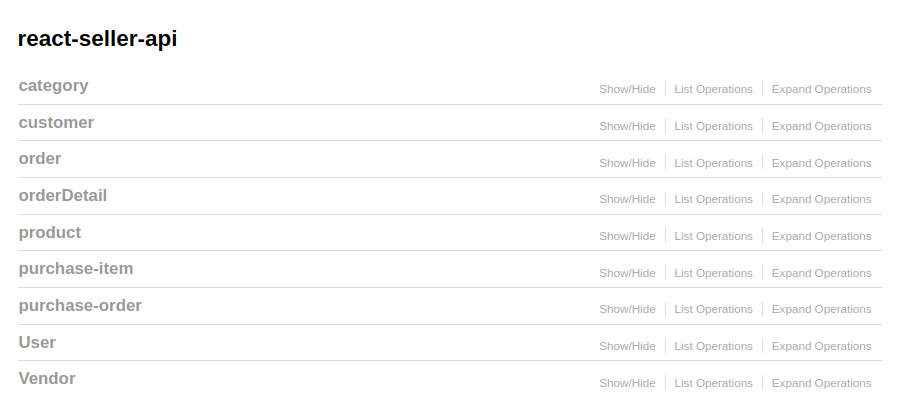 react-seller-api
category Show/Hide List Operations Expand Operations
customer Show/Hide List Operations Expand Operations
order Show/Hide List Operations Expand Operations
orderDetail Show/Hide List Operations Expand Operations
product Show/Hide List Operations Expand Operations
purchase-item Show/Hide List Operations Expand Operations
purchase-order Show/Hide List Operations Expand Operations
User Show/Hide List Operations Expand Operations
Vendor Show/Hide List Operations Expand Operations